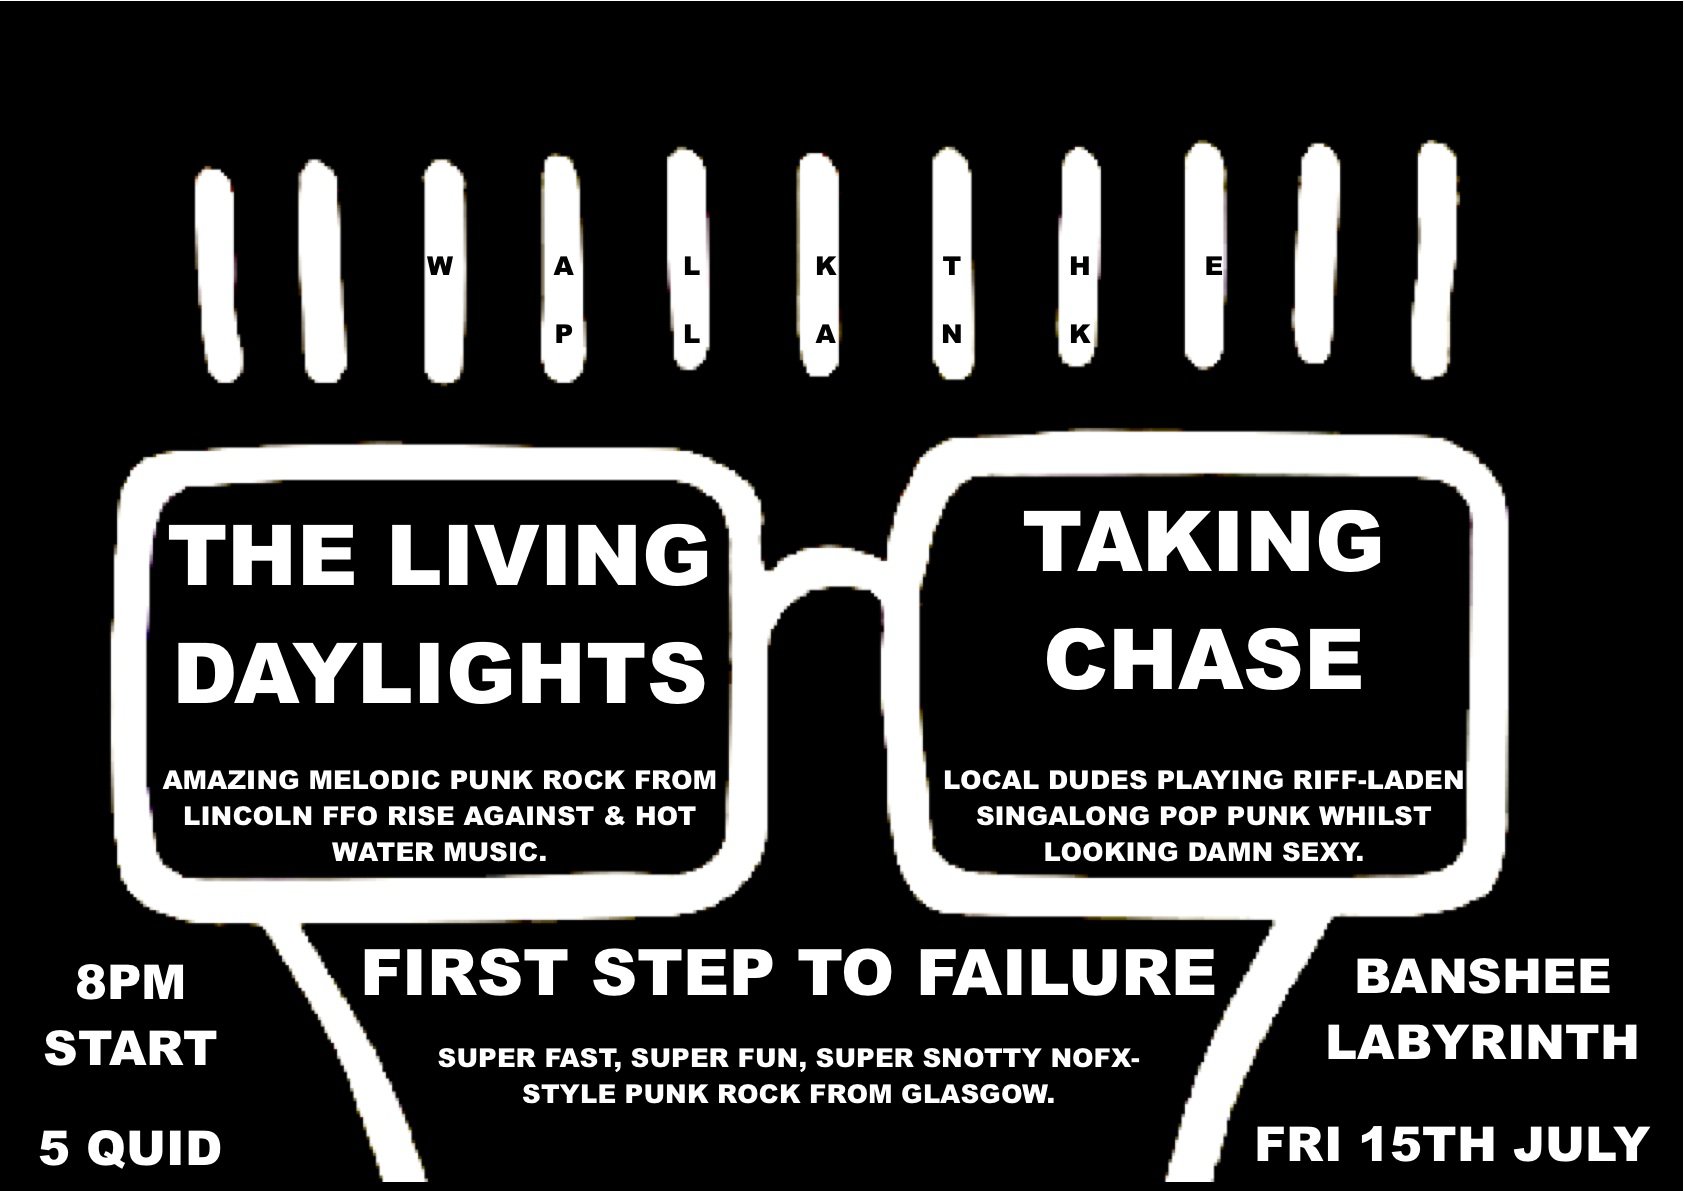 W A L K T H E
P L A N K
THE LIVING
DAYLIGHTS
AMAZING MELODIC PUNK ROCK FROM
LINCOLN FFO RISE AGAINST & HOT
WATER MUSIC.
TAKING
CHASE
LOCAL DUDES PLAYING RIFF-LADEN
SINGALONG POP PUNK WHILST
LOOKING DAMN SEXY.
FIRST STEP TO FAILURE
SUPER FAST, SUPER FUN, SUPER SNOTTY NOFX-
STYLE PUNK ROCK FROM GLASGOW.
8PM
START
5 QUID
BANSHEE
LABYRINTH
FRI 15TH JULY